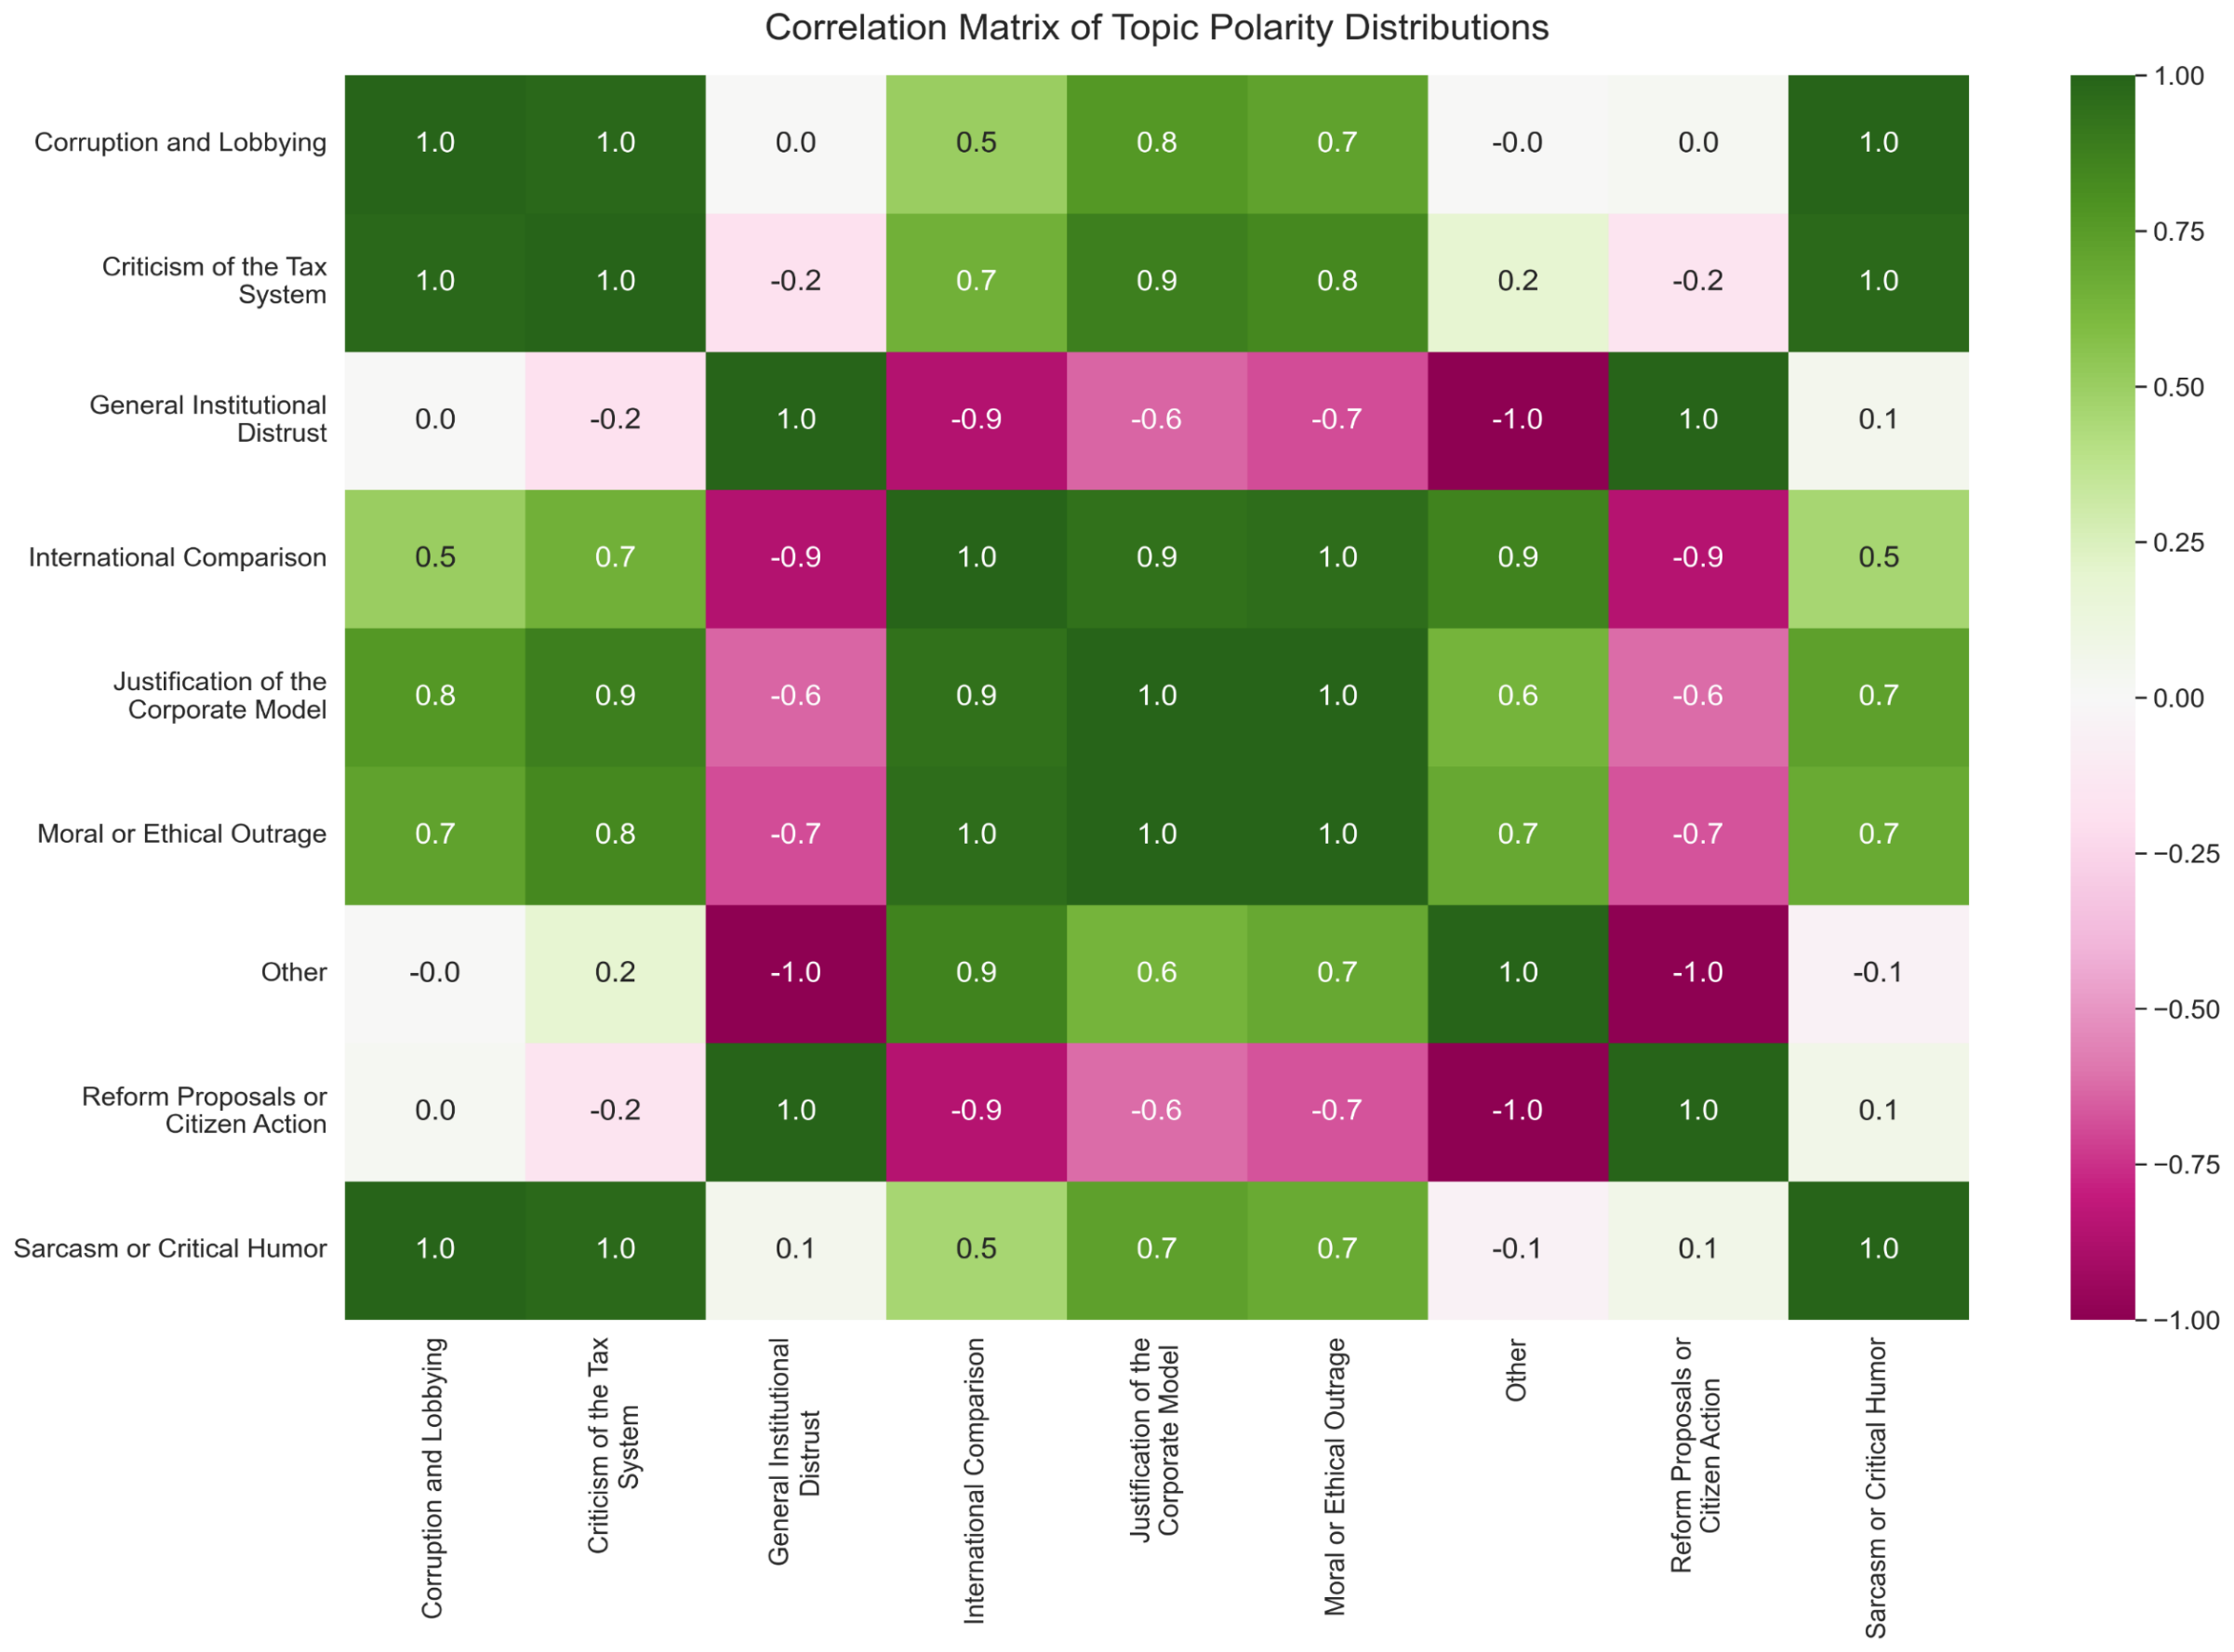 Correlation Matrix of Topic Polarity Distributions
Corruption and Lobbying 1.0 1.0 0.0 0.5 0.8 0.7 -0.0 0.0 1.0
Criticism of the Tax
System 1.0 1.0 -0.2 0.7 0.9 0.8 0.2 -0.2 1.0
General Institutional
Distrust 0.0 -0.2 1.0 -0.9 -0.6 -0.7 -1.0 1.0 0.1
International Comparison 0.5 0.7 -0.9 1.0 0.9 1.0 0.9 -0.9 0.5
Justification of the
Corporate Model 0.8 0.9 -0.6 0.9 1.0 1.0 0.6 -0.6 0.7
Moral or Ethical Outrage 0.7 0.8 -0.7 1.0 1.0 1.0 0.7 -0.7 0.7
Other -0.0 0.2 -1.0 0.9 0.6 0.7 1.0 -1.0 -0.1
Reform Proposals or
Citizen Action 0.0 -0.2 1.0 -0.9 -0.6 -0.7 -1.0 1.0 0.1
Sarcasm or Critical Humor 1.0 1.0 0.1 0.5 0.7 0.7 -0.1 0.1 1.0
Corruption and Lobbying
Criticism of the Tax
System
General Institutional
Distrust
International Comparison
Justification of the
Corporate Model
Moral or Ethical Outrage
Other
Reform Proposals or
Citizen Action
Sarcasm or Critical Humor
1.00
0.75
0.50
0.25
0.00
−0.25
−0.50
−0.75
−1.00